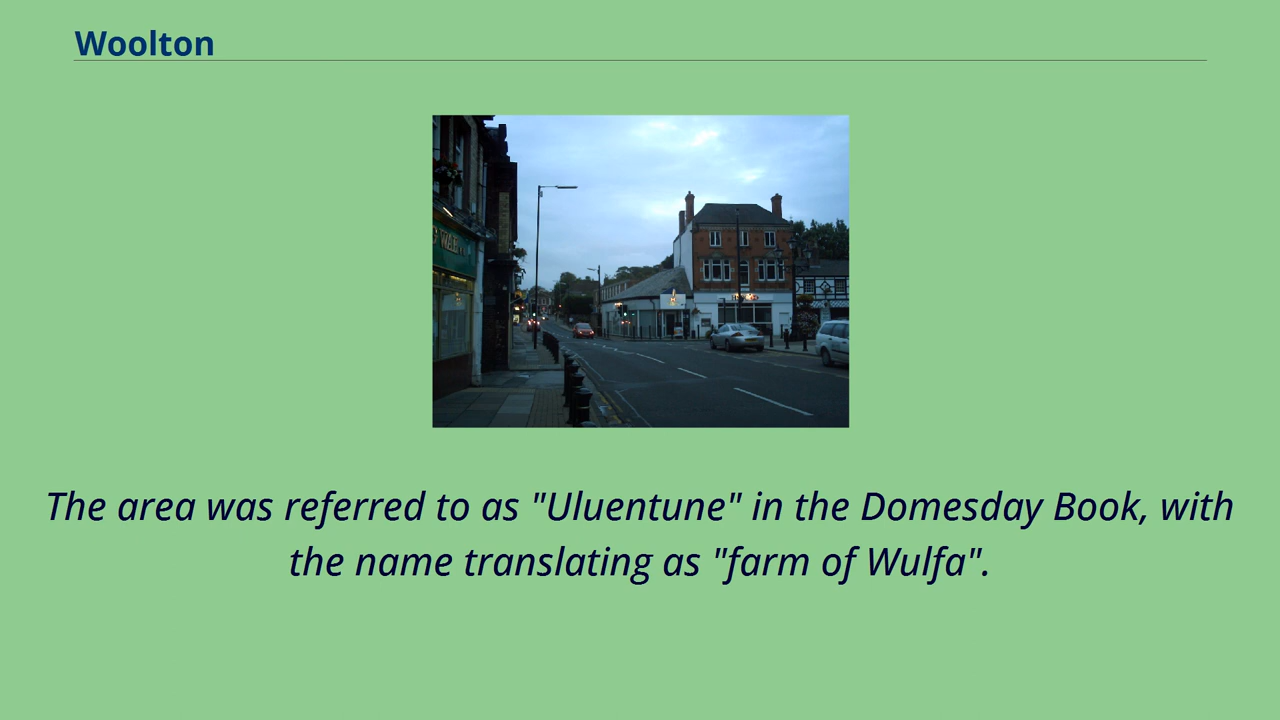 Woolton
The area was referred to as "Uluentune" in the Domesday Book, with
the name translating as "farm of Wulfa".